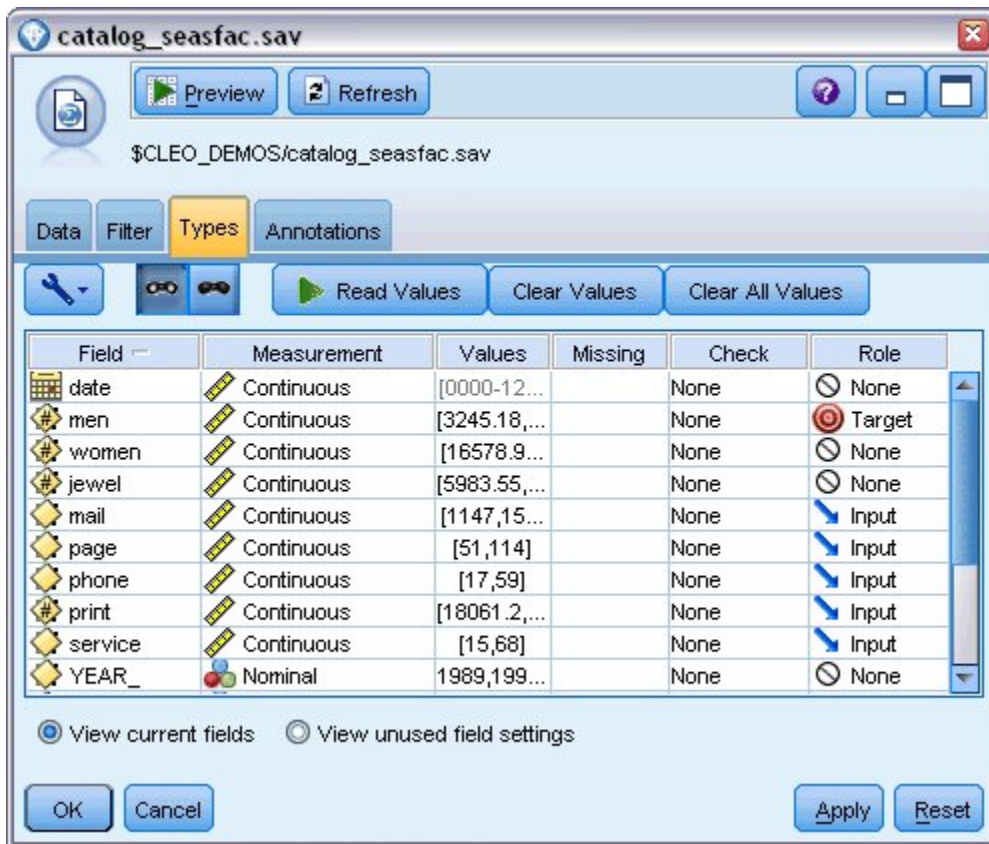 catalog_seasfac.sav
Preview Refresh
$CLEO_DEMOS/catalog_seasfac.sav
Data Filter Types Annotations
Read Values Clear Values Clear All Values
Field Measurement Values Missing Check Role
date Continuous [0000-12... None None
men Continuous [3245.18,... None Target
women Continuous [16578.9... None None
jewel Continuous [5983.55,... None None
mail Continuous [1147,15... None Input
page Continuous [51,114] None Input
phone Continuous [17,59] None Input
print Continuous [18061.2,... None Input
service Continuous [15,68] None Input
YEAR_ Nominal 1989,199... None None
View current fields View unused field settings
OK Cancel Apply Reset